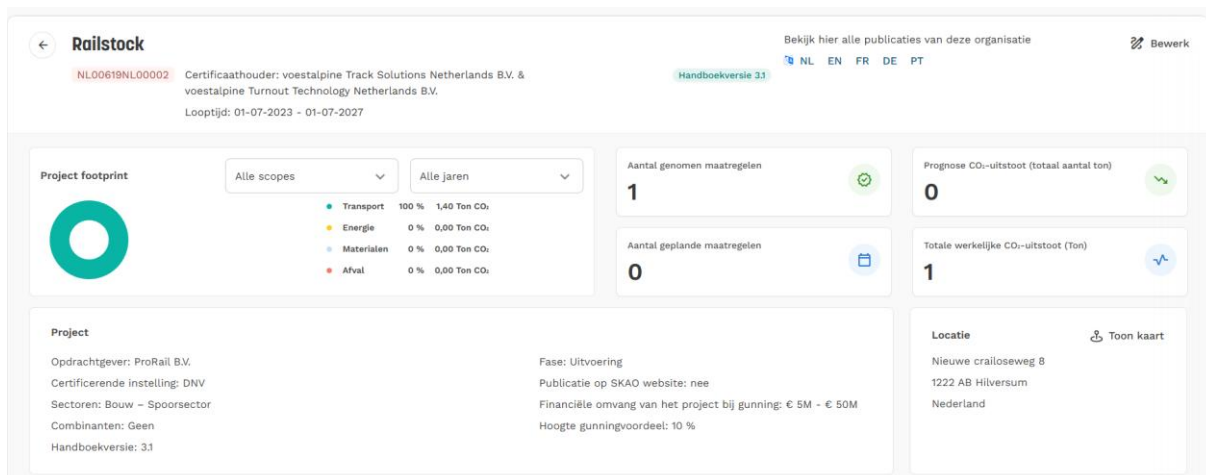 Railstock
Bekijk hier alle publicaties van deze organisatie
NL EN FR DE PT
Bewerk
NL00619NL00002
Certificaathouder: voestalpine Track Solutions Netherlands B.V. &
voestalpine Turnout Technology Netherlands B.V.
Handboekversie 3.1
Looptijd: 01-07-2023 - 01-07-2027
Project footprint
Alle scopes
Alle jaren
Transport 100 % 1,40 Ton CO₂
Energie 0 % 0,00 Ton CO₂
Materialen 0 % 0,00 Ton CO₂
Afval 0 % 0,00 Ton CO₂
Aantal genomen maatregelen
1
Prognose CO₂-uitstoot (totaal aantal ton)
0
Aantal geplande maatregelen
0
Totale werkelijke CO₂-uitstoot (Ton)
1
Project
Opdrachtgever: ProRail B.V.
Certificerende instelling: DNV
Sectoren: Bouw – Spoorsector
Combinanten: Geen
Handboekversie: 3.1
Fase: Uitvoering
Publicatie op SKAO website: nee
Financiële omvang van het project bij gunning: € 5M - € 50M
Hoogte gunningvoordeel: 10 %
Locatie
Toon kaart
Nieuwe crailoseweg 8
1222 AB Hilversum
Nederland